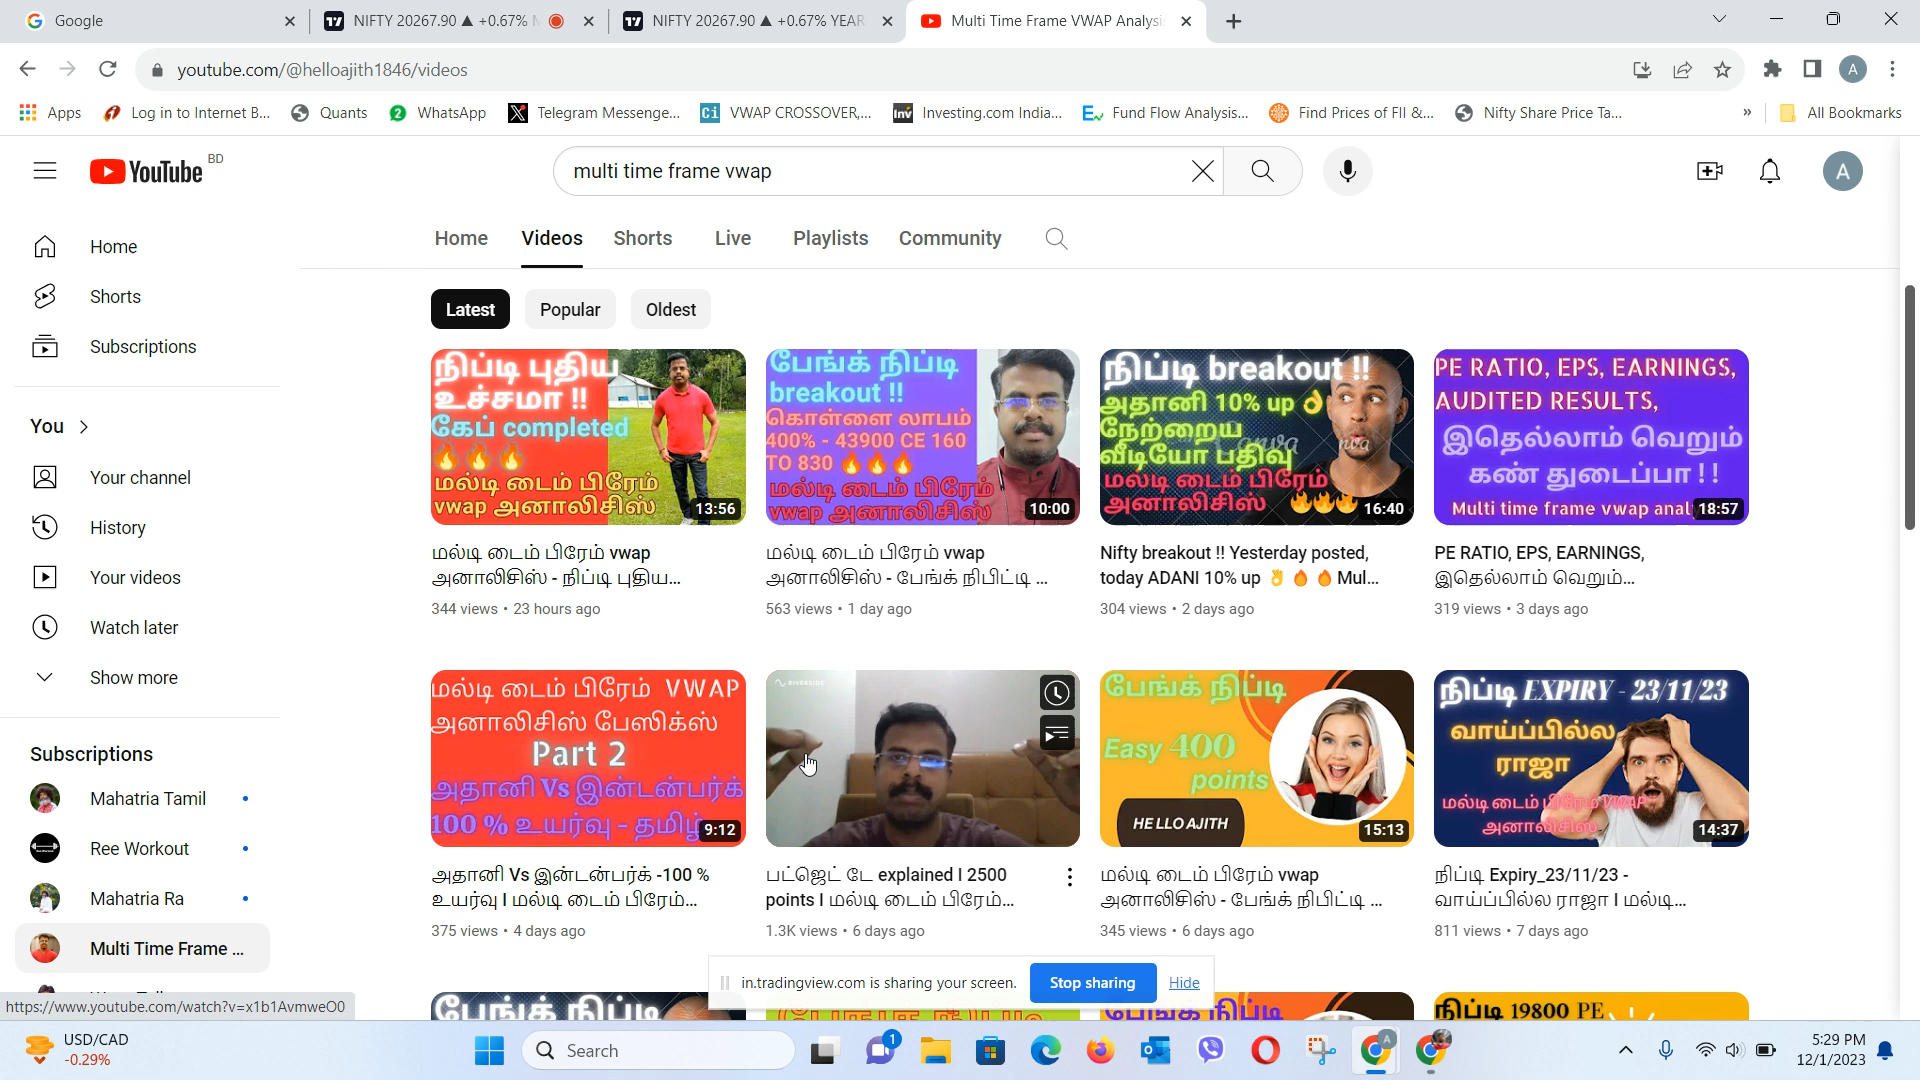 Google
NIFTY 20267.90 ▲ +0.67% N
NIFTY 20267.90 ▲ +0.67% YEAR
Multi Time Frame VWAP Analysi
youtube.com/@helloajith1846/videos
A
Apps
Log in to Internet B...
Quants
WhatsApp
Telegram Messenge...
VWAP CROSSOVER,...
Investing.com India...
Fund Flow Analysis...
Find Prices of FII &...
Nifty Share Price Ta...
»
All Bookmarks
YouTube BD
multi time frame vwap
A
Home
Shorts
Subscriptions
You
Your channel
History
Your videos
Watch later
Show more
Subscriptions
Mahatria Tamil
Ree Workout
Mahatria Ra
Multi Time Frame ...
Home Videos Shorts Live Playlists Community
Latest Popular Oldest
நிப்டி புதிய
உச்சமா !!
கேப் completed
மல்டி டைம் பிரேம்
vwap அனாலிசிஸ்
13:56
மல்டி டைம் பிரேம் vwap
அனாலிசிஸ் - நிப்டி புதிய...
344 views • 23 hours ago
பேங்க் நிப்டி
breakout !!
கொள்ளை லாபம்
400% - 43900 CE 160
TO 830
மல்டி டைம் பிரேம்
vwap அனாலிசிஸ்
10:00
மல்டி டைம் பிரேம் vwap
அனாலிசிஸ் - பேங்க் நிபிட்டி ...
563 views • 1 day ago
நிப்டி breakout !!
அதானி 10% up 👌
நேற்றைய
வீடியோ பதிவு
மல்டி டைம் பிரேம்
அனாலிசிஸ்
16:40
Nifty breakout !! Yesterday posted,
today ADANI 10% up 👌 🔥 🔥 Mul...
304 views • 2 days ago
PE RATIO, EPS, EARNINGS,
AUDITED RESULTS,
இதெல்லாம் வெறும்
கண் துடைப்பா ! !
Multi time frame vwap anal
18:57
PE RATIO, EPS, EARNINGS,
இதெல்லாம் வெறும்...
319 views • 3 days ago
மல்டி டைம் பிரேம் VWAP
அனாலிசிஸ் பேஸிக்ஸ்
Part 2
அதானி Vs இன்டன்பர்க்
100 % உயர்வு - தமிழ்
9:12
அதானி Vs இன்டன்பர்க் -100 %
உயர்வு I மல்டி டைம் பிரேம்...
375 views • 4 days ago
RIVERSIDE
பட்ஜெட் டே explained I 2500
points I மல்டி டைம் பிரேம்...
1.3K views • 6 days ago
பேங்க் நிப்டி
Easy 400
points
HELLO AJITH
15:13
மல்டி டைம் பிரேம் vwap
அனாலிசிஸ் - பேங்க் நிபிட்டி ...
345 views • 6 days ago
நிப்டி EXPIRY - 23/11/23
வாய்ப்பில்ல
ராஜா
மல்டி டைம் பிரேம் VWAP
அனாலிசிஸ்
14:37
நிப்டி Expiry_23/11/23 -
வாய்ப்பில்ல ராஜா I மல்டி...
811 views • 7 days ago
பேங்க் நிப்டி
நிப்டி 19800 PE
in.tradingview.com is sharing your screen.
Stop sharing
Hide
https://www.youtube.com/watch?v=x1b1AvmweO0
USD/CAD
-0.29%
Search
1
5:29 PM
12/1/2023